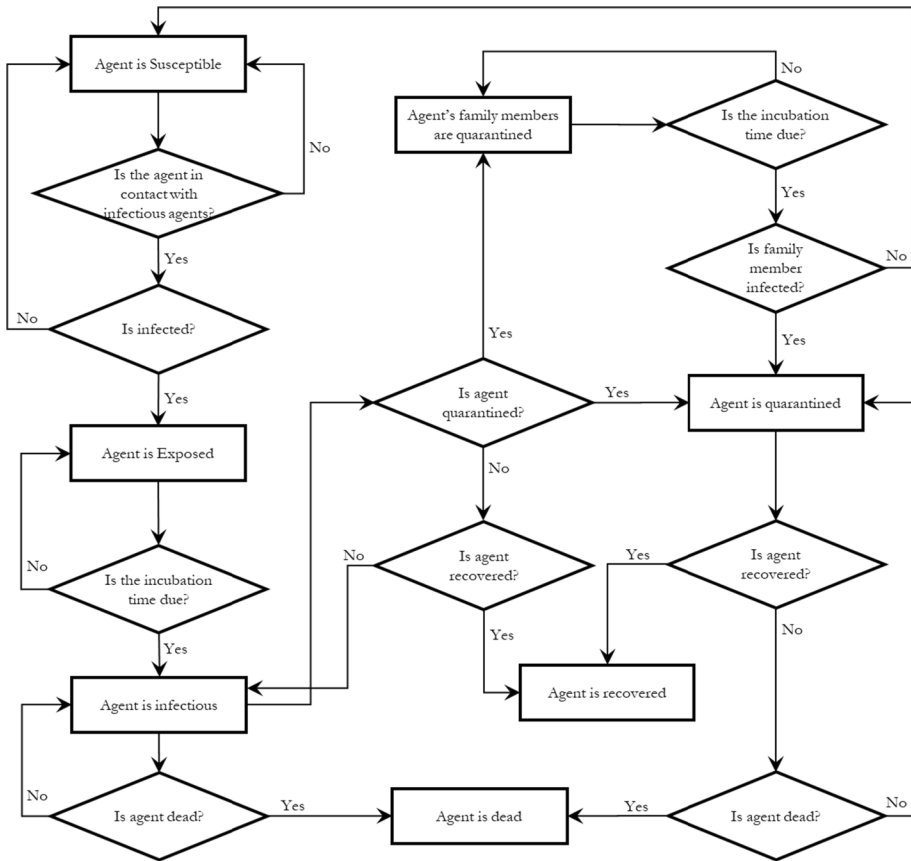 Agent is Susceptible
No
Is the agent in
contact with
infectious agents?
Yes
No
Is infected?
Yes
Agent is Exposed
No
Is the incubation
time due?
Yes
Agent is infectious
No
Is agent dead?
Yes
Agent is dead
No
Agent's family members
are quarantined
Is the incubation
time due?
Yes
Is family
member
infected?
No
Yes
Yes
Is agent
quarantined?
Yes
Agent is quarantined
No
No
Is agent
recovered?
Yes
Yes
Is agent
recovered?
No
Agent is recovered
Yes
Is agent dead?
No